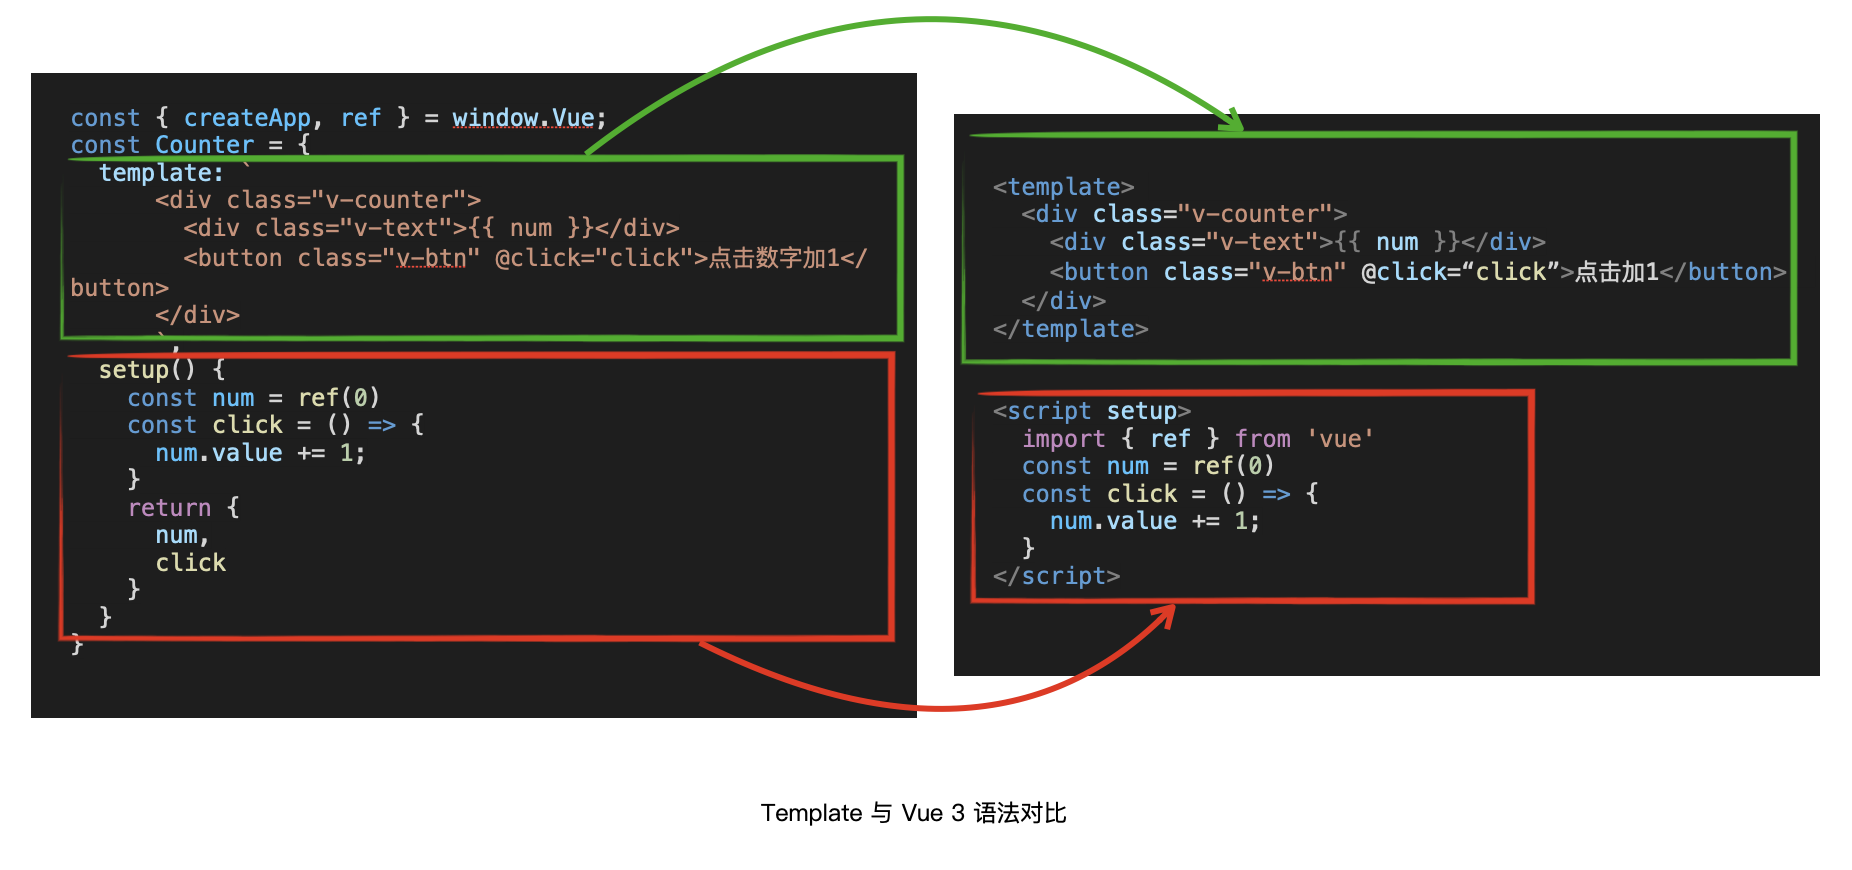 const { createApp, ref } = window.Vue;
const Counter = {
  template: `
      <div class="v-counter">
        <div class="v-text">{{ num }}</div>
        <button class="v-btn" @click="click">点击数字加1</
button>
      </div>
      `,
  setup() {
    const num = ref(0)
    const click = () => {
      num.value += 1;
    }
    return {
      num,
      click
    }
  }
}
<template>
  <div class="v-counter">
    <div class="v-text">{{ num }}</div>
    <button class="v-btn" @click=“click”>点击加1</button>
  </div>
</template>
<script setup>
  import { ref } from 'vue'
  const num = ref(0)
  const click = () => {
    num.value += 1;
  }
</script>
Template 与 Vue 3 语法对比